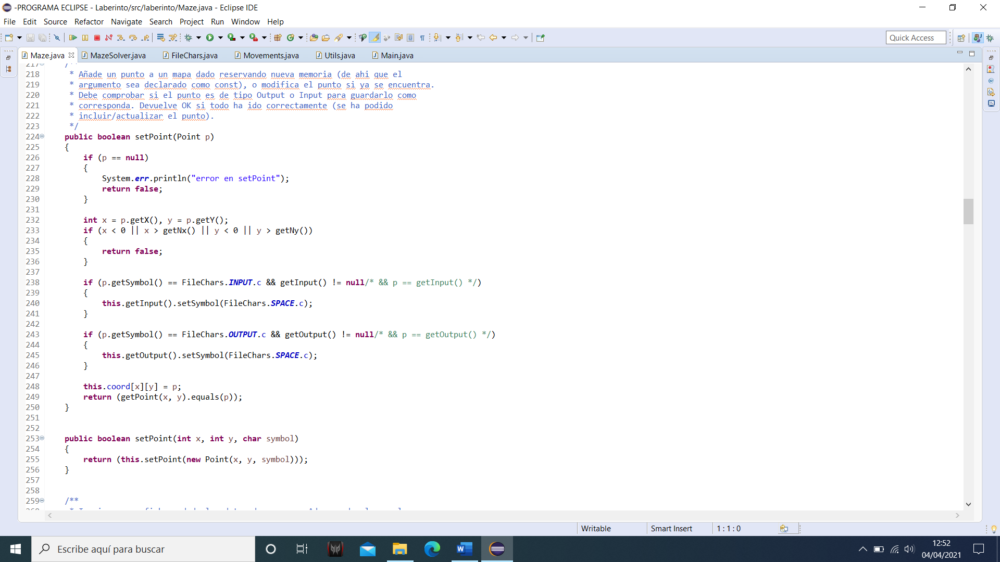 -PROGRAMA ECLIPSE - Laberinto/src/laberinto/Maze.java - Eclipse IDE
File Edit Source Refactor Navigate Search Project Run Window Help
Quick Access
Maze.java MazeSolver.java FileChars.java Movements.java Utils.java Main.java
217 /**
218 * Añade un punto a un mapa dado reservando nueva memoria (de ahi que el
219 * argumento sea declarado como const), o modifica el punto si ya se encuentra.
220 * Debe comprobar si el punto es de tipo Output o Input para guardarlo como
221 * corresponda. Devuelve OK si todo ha ido correctamente (se ha podido
222 * incluir/actualizar el punto).
223 */
224 public boolean setPoint(Point p)
225 {
226 if (p == null)
227 {
228 System.err.println("error en setPoint");
229 return false;
230 }
231
232 int x = p.getX(), y = p.getY();
233 if (x < 0 || x > getNx() || y < 0 || y > getNy())
234 {
235 return false;
236 }
237
238 if (p.getSymbol() == FileChars.INPUT.c && getInput() != null/* && p == getInput() */)
239 {
240 this.getInput().setSymbol(FileChars.SPACE.c);
241 }
242
243 if (p.getSymbol() == FileChars.OUTPUT.c && getOutput() != null/* && p == getOutput() */)
244 {
245 this.getOutput().setSymbol(FileChars.SPACE.c);
246 }
247
248 this.coord[x][y] = p;
249 return (getPoint(x, y).equals(p));
250 }
251
252
253 public boolean setPoint(int x, int y, char symbol)
254 {
255 return (this.setPoint(new Point(x, y, symbol)));
256 }
257
258
259 /**
Writable Smart Insert 1 : 1 : 0
Escribe aquí para buscar
12:52
04/04/2021